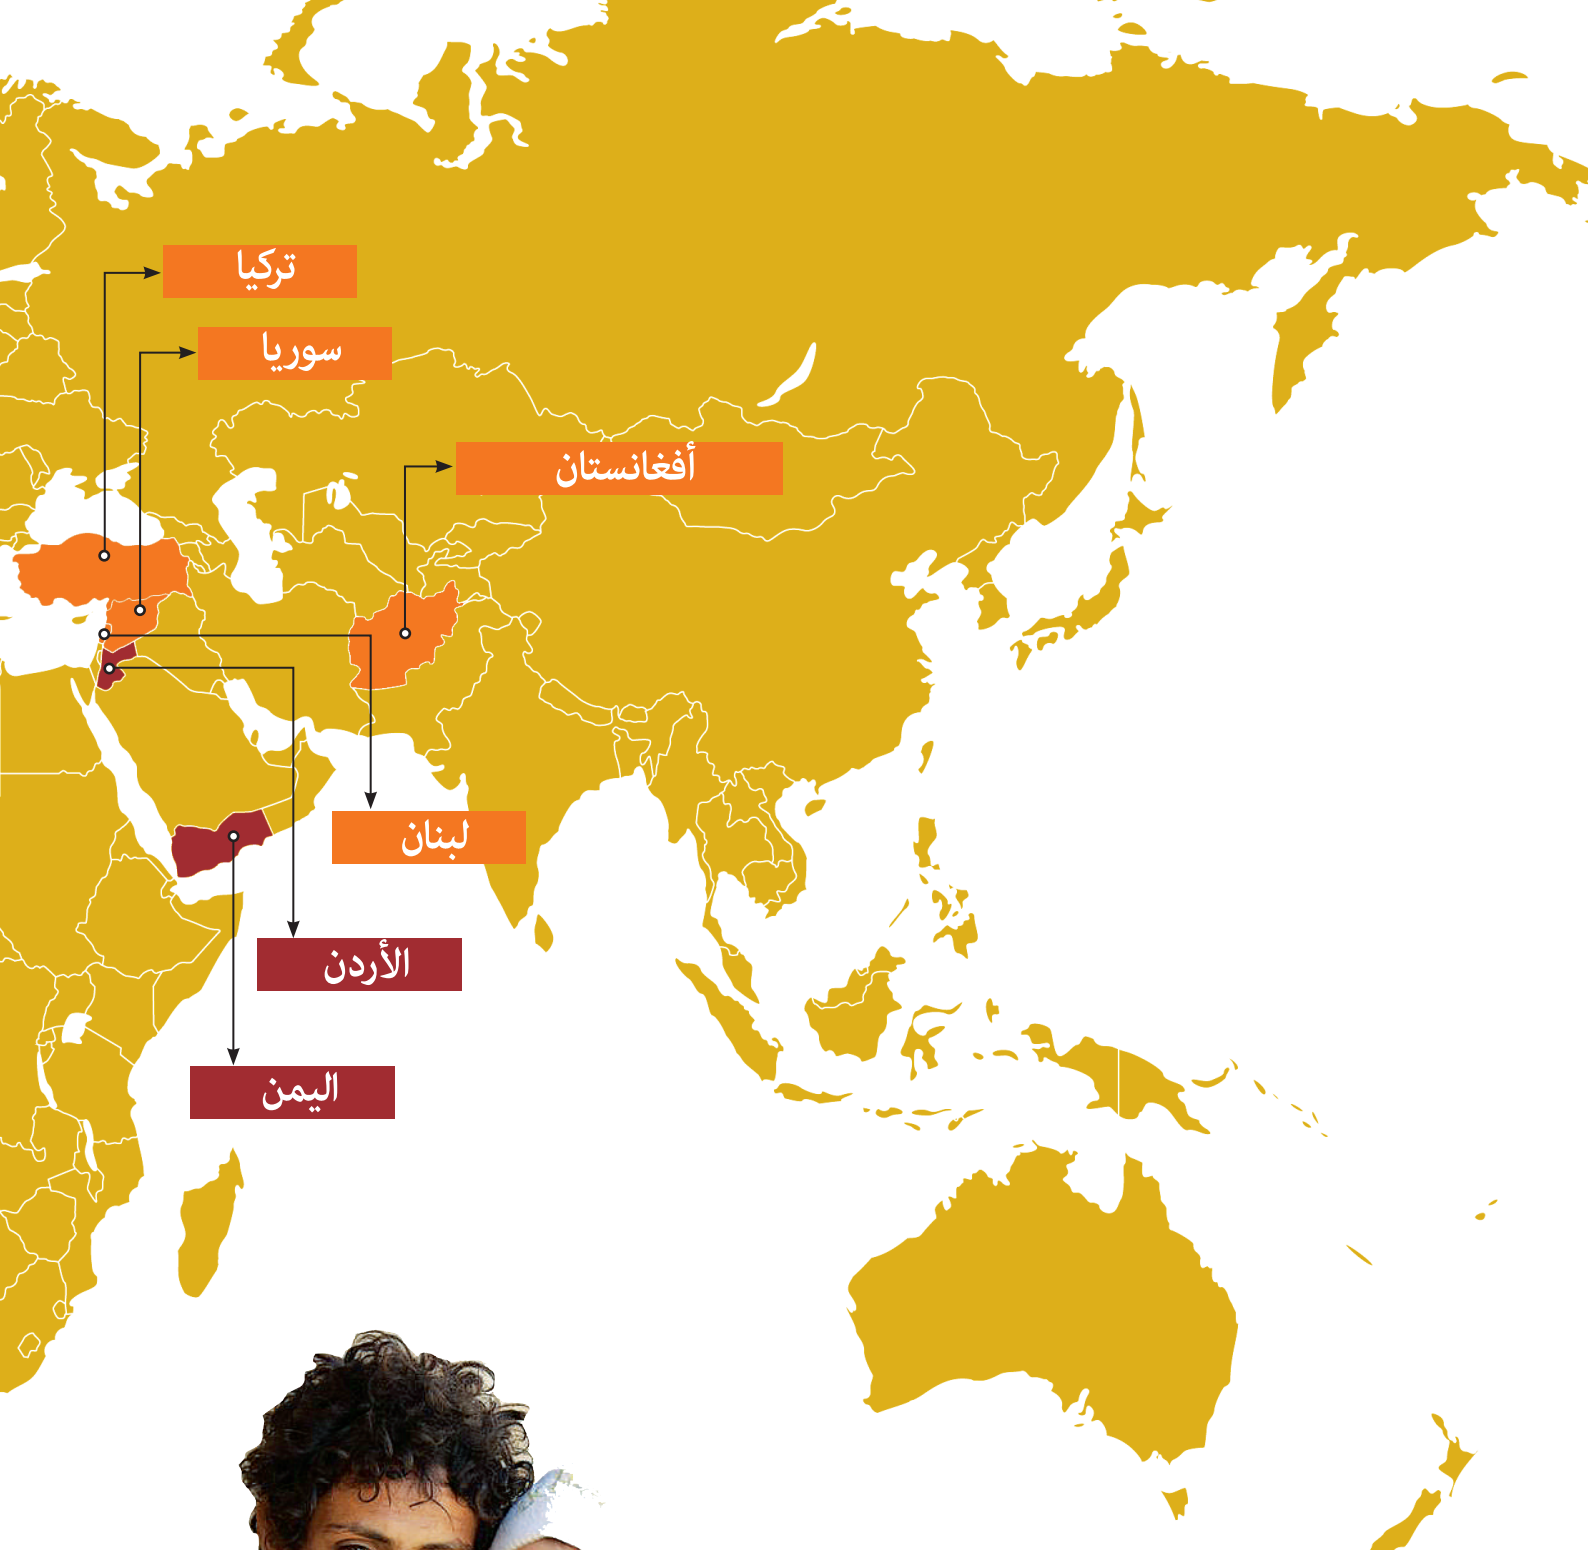 تركيا
سوريا
أفغانستان
لبنان
الأردن
اليمن